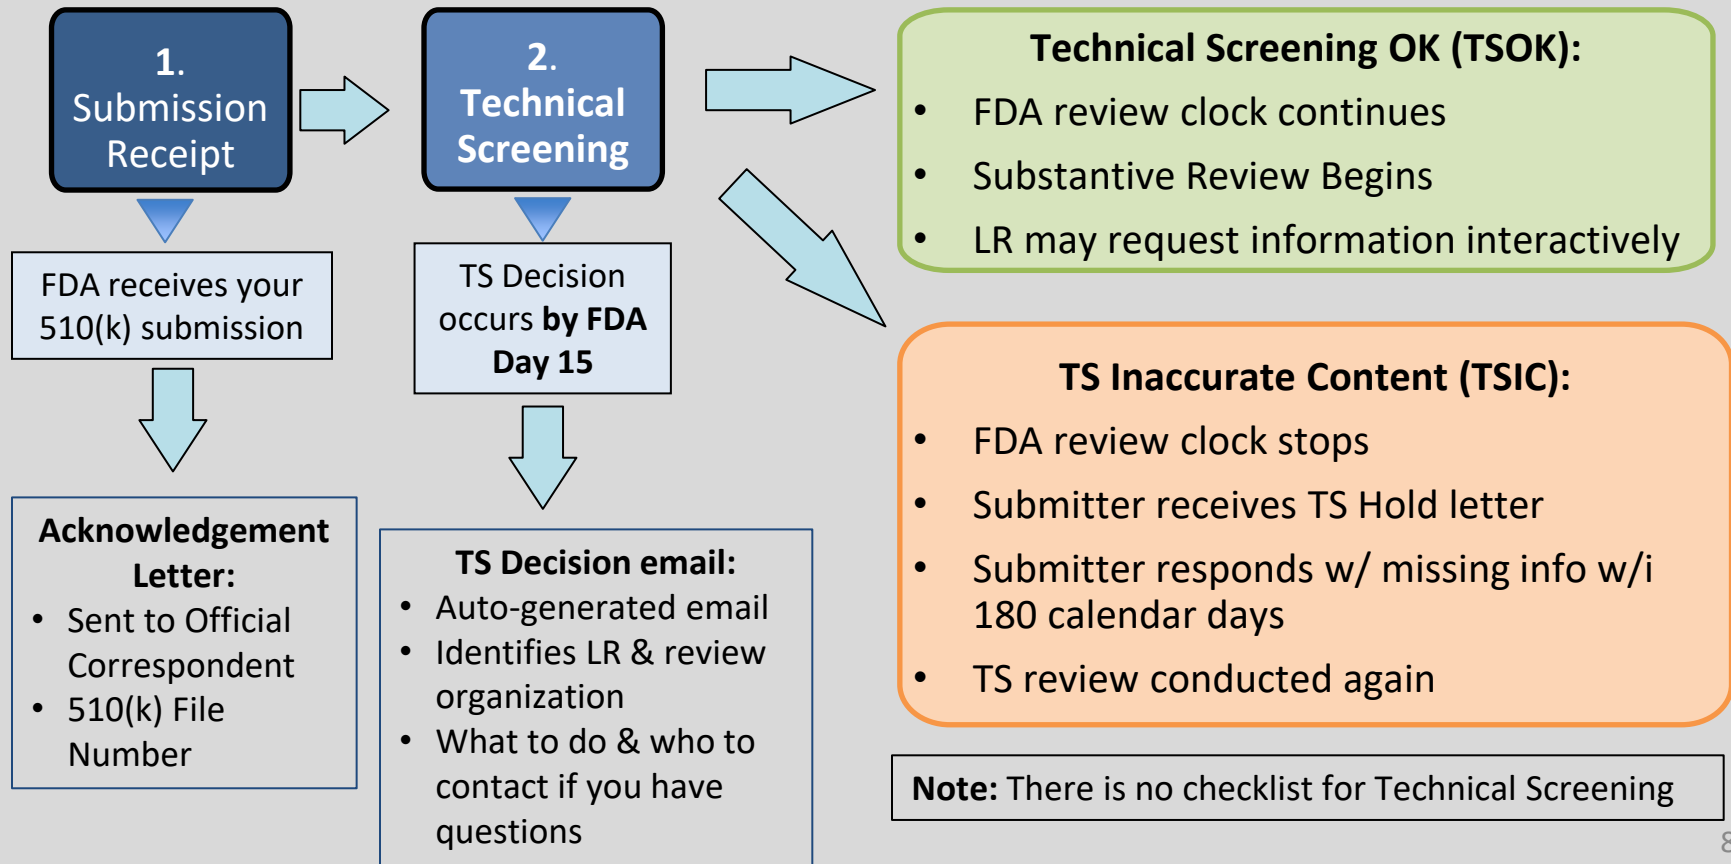 1.
Submission
Receipt
FDA receives your
510(k) submission
Acknowledgement
Letter:
• Sent to Official
Correspondent
• 510(k) File
Number
2.
Technical
Screening
TS Decision
occurs by FDA
Day 15
TS Decision email:
• Auto-generated email
• Identifies LR & review
organization
• What to do & who to
contact if you have
questions
Technical Screening OK (TSOK):
• FDA review clock continues
• Substantive Review Begins
• LR may request information interactively
TS Inaccurate Content (TSIC):
• FDA review clock stops
• Submitter receives TS Hold letter
• Submitter responds w/ missing info w/i
180 calendar days
• TS review conducted again
Note: There is no checklist for Technical Screening
8